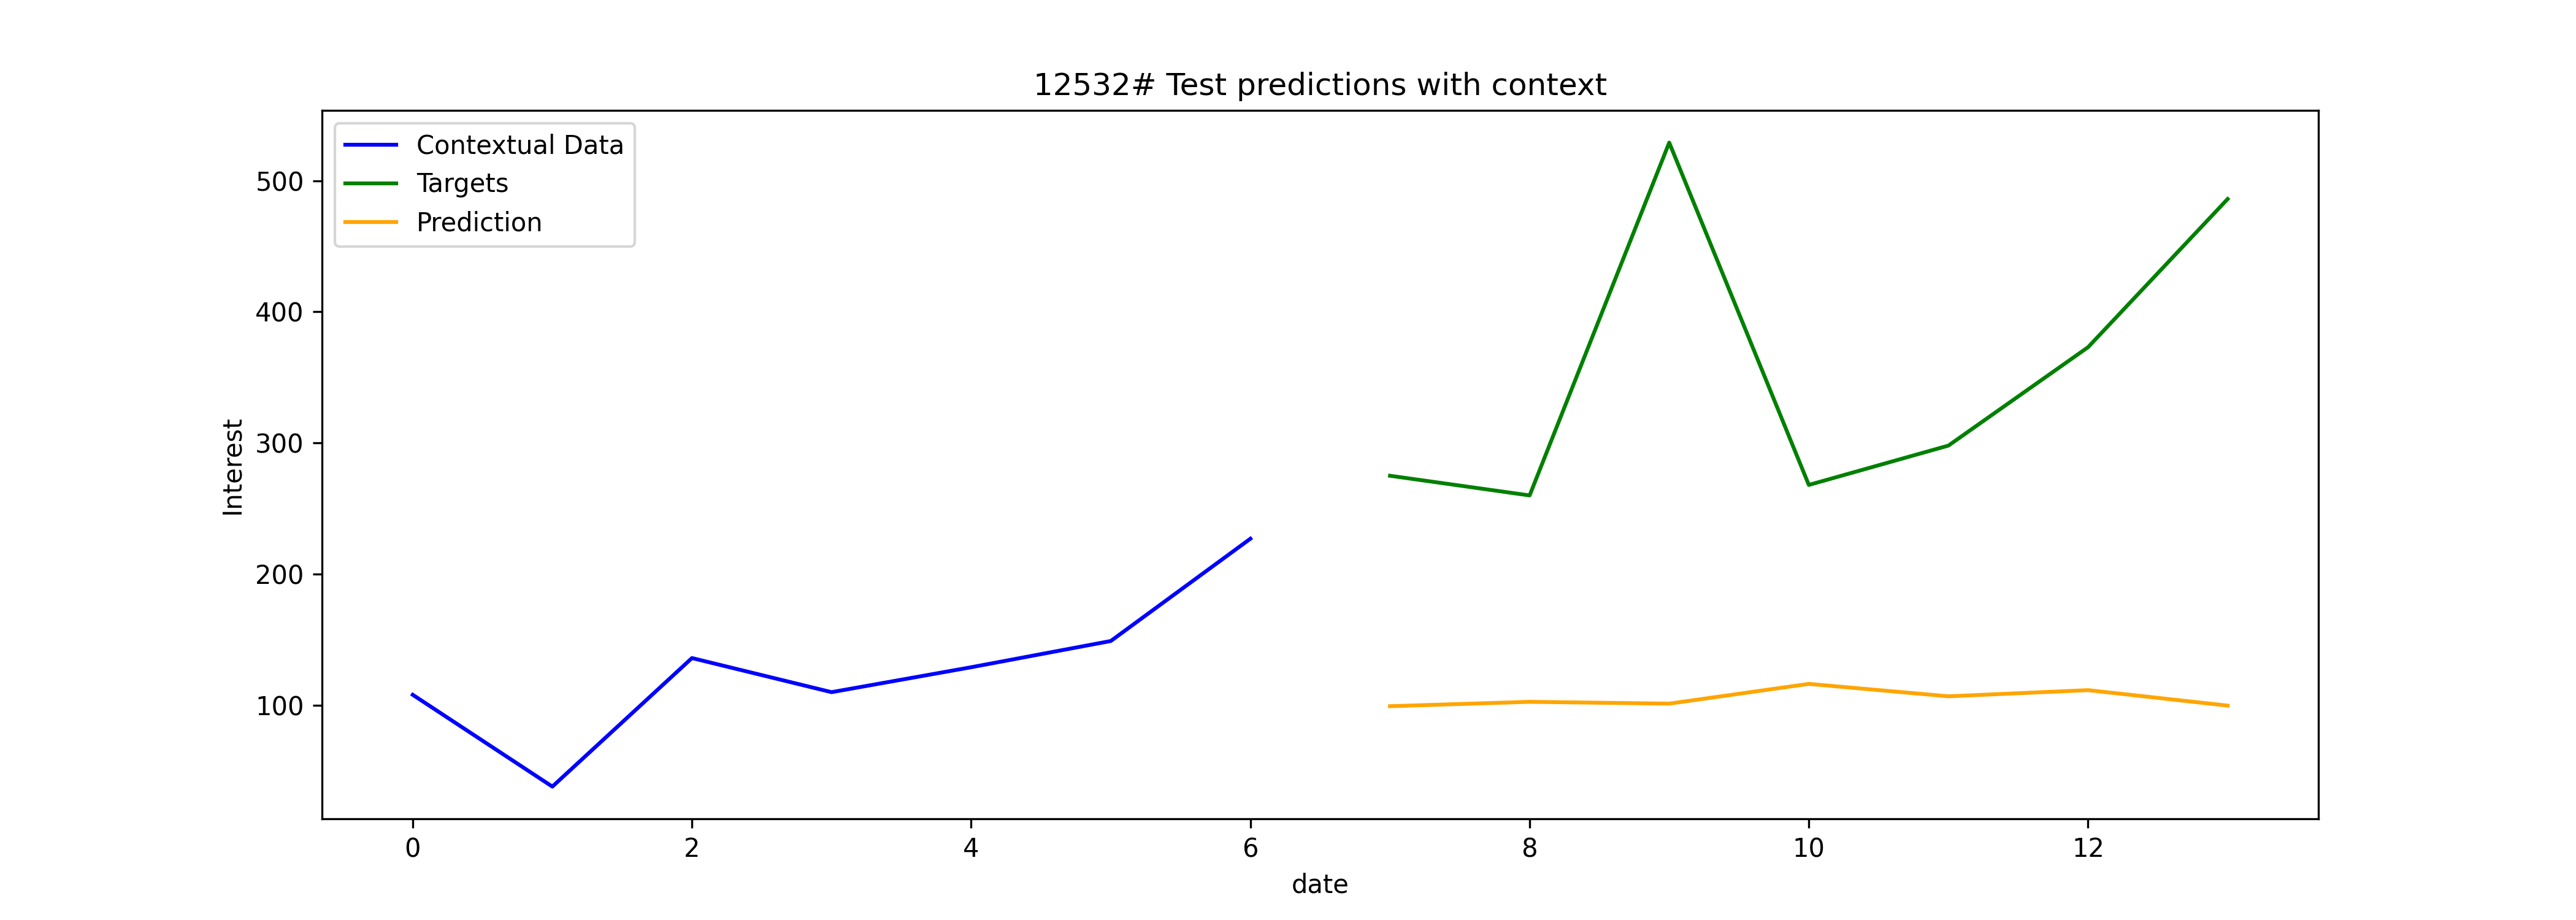 12532# Test predictions with context
Contextual Data
Targets
Prediction
500
400
300
200
100
Interest
0 2 4 6 8 10 12
date